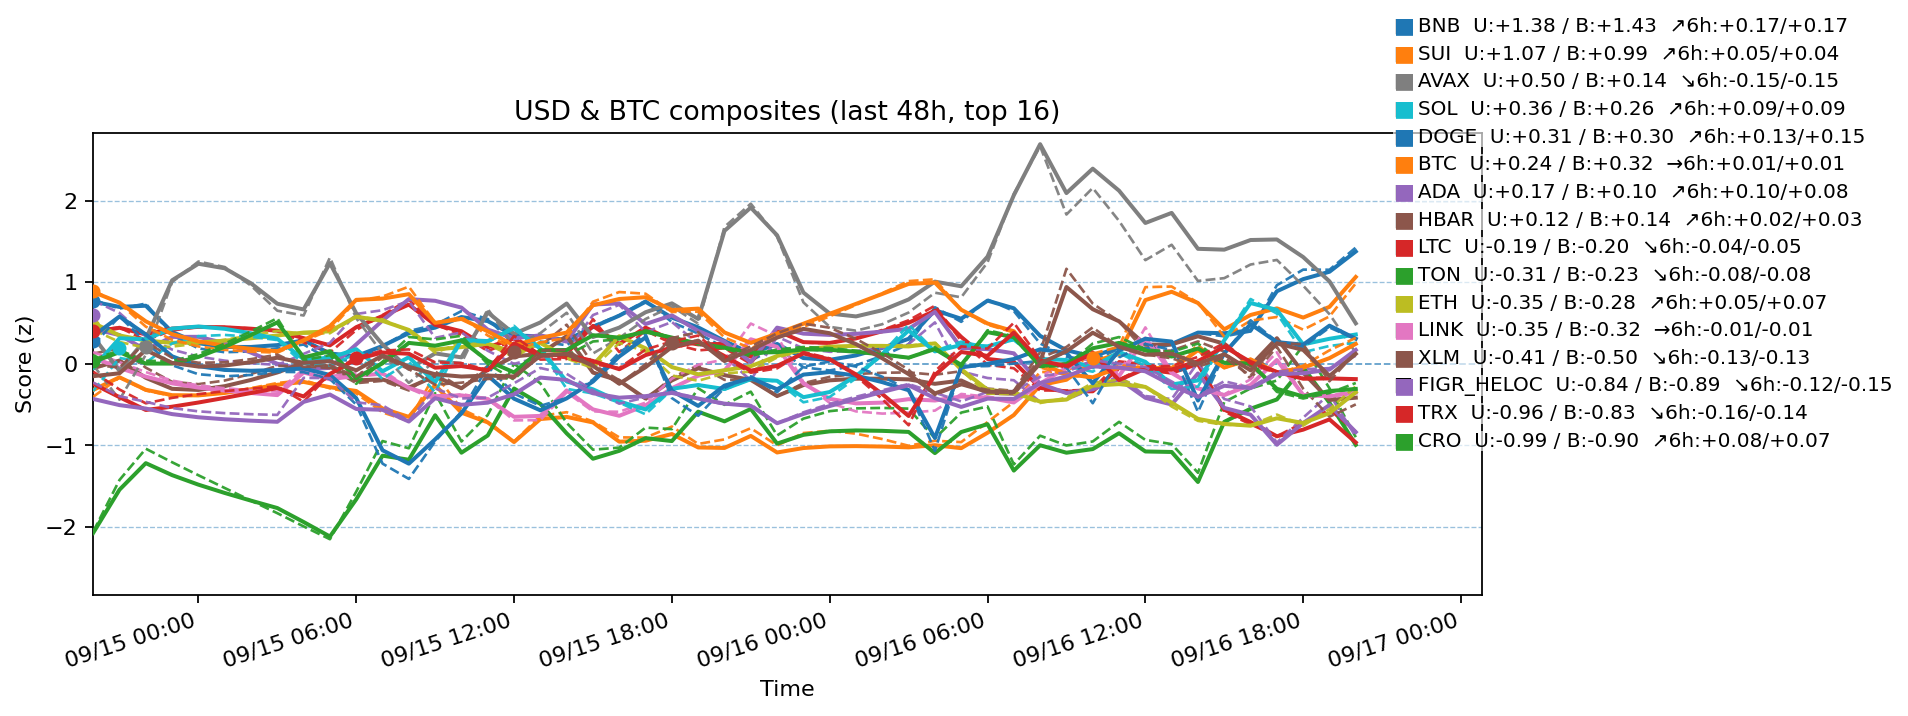 BNB U:+1.38 / B:+1.43 ↗6h:+0.17/+0.17
SUI U:+1.07 / B:+0.99 ↗6h:+0.05/+0.04
AVAX U:+0.50 / B:+0.14 ↘6h:-0.15/-0.15
SOL U:+0.36 / B:+0.26 ↗6h:+0.09/+0.09
DOGE U:+0.31 / B:+0.30 ↗6h:+0.13/+0.15
BTC U:+0.24 / B:+0.32 →6h:+0.01/+0.01
ADA U:+0.17 / B:+0.10 ↗6h:+0.10/+0.08
HBAR U:+0.12 / B:+0.14 ↗6h:+0.02/+0.03
LTC U:-0.19 / B:-0.20 ↘6h:-0.04/-0.05
TON U:-0.31 / B:-0.23 ↘6h:-0.08/-0.08
ETH U:-0.35 / B:-0.28 ↗6h:+0.05/+0.07
LINK U:-0.35 / B:-0.32 →6h:-0.01/-0.01
XLM U:-0.41 / B:-0.50 ↘6h:-0.13/-0.13
FIGR_HELOC U:-0.84 / B:-0.89 ↘6h:-0.12/-0.15
TRX U:-0.96 / B:-0.83 ↘6h:-0.16/-0.14
CRO U:-0.99 / B:-0.90 ↗6h:+0.08/+0.07
USD & BTC composites (last 48h, top 16)
Score (z)
2
1
0
−1
−2
09/15 00:00
09/15 06:00
09/15 12:00
09/15 18:00
09/16 00:00
09/16 06:00
09/16 12:00
09/16 18:00
09/17 00:00
Time